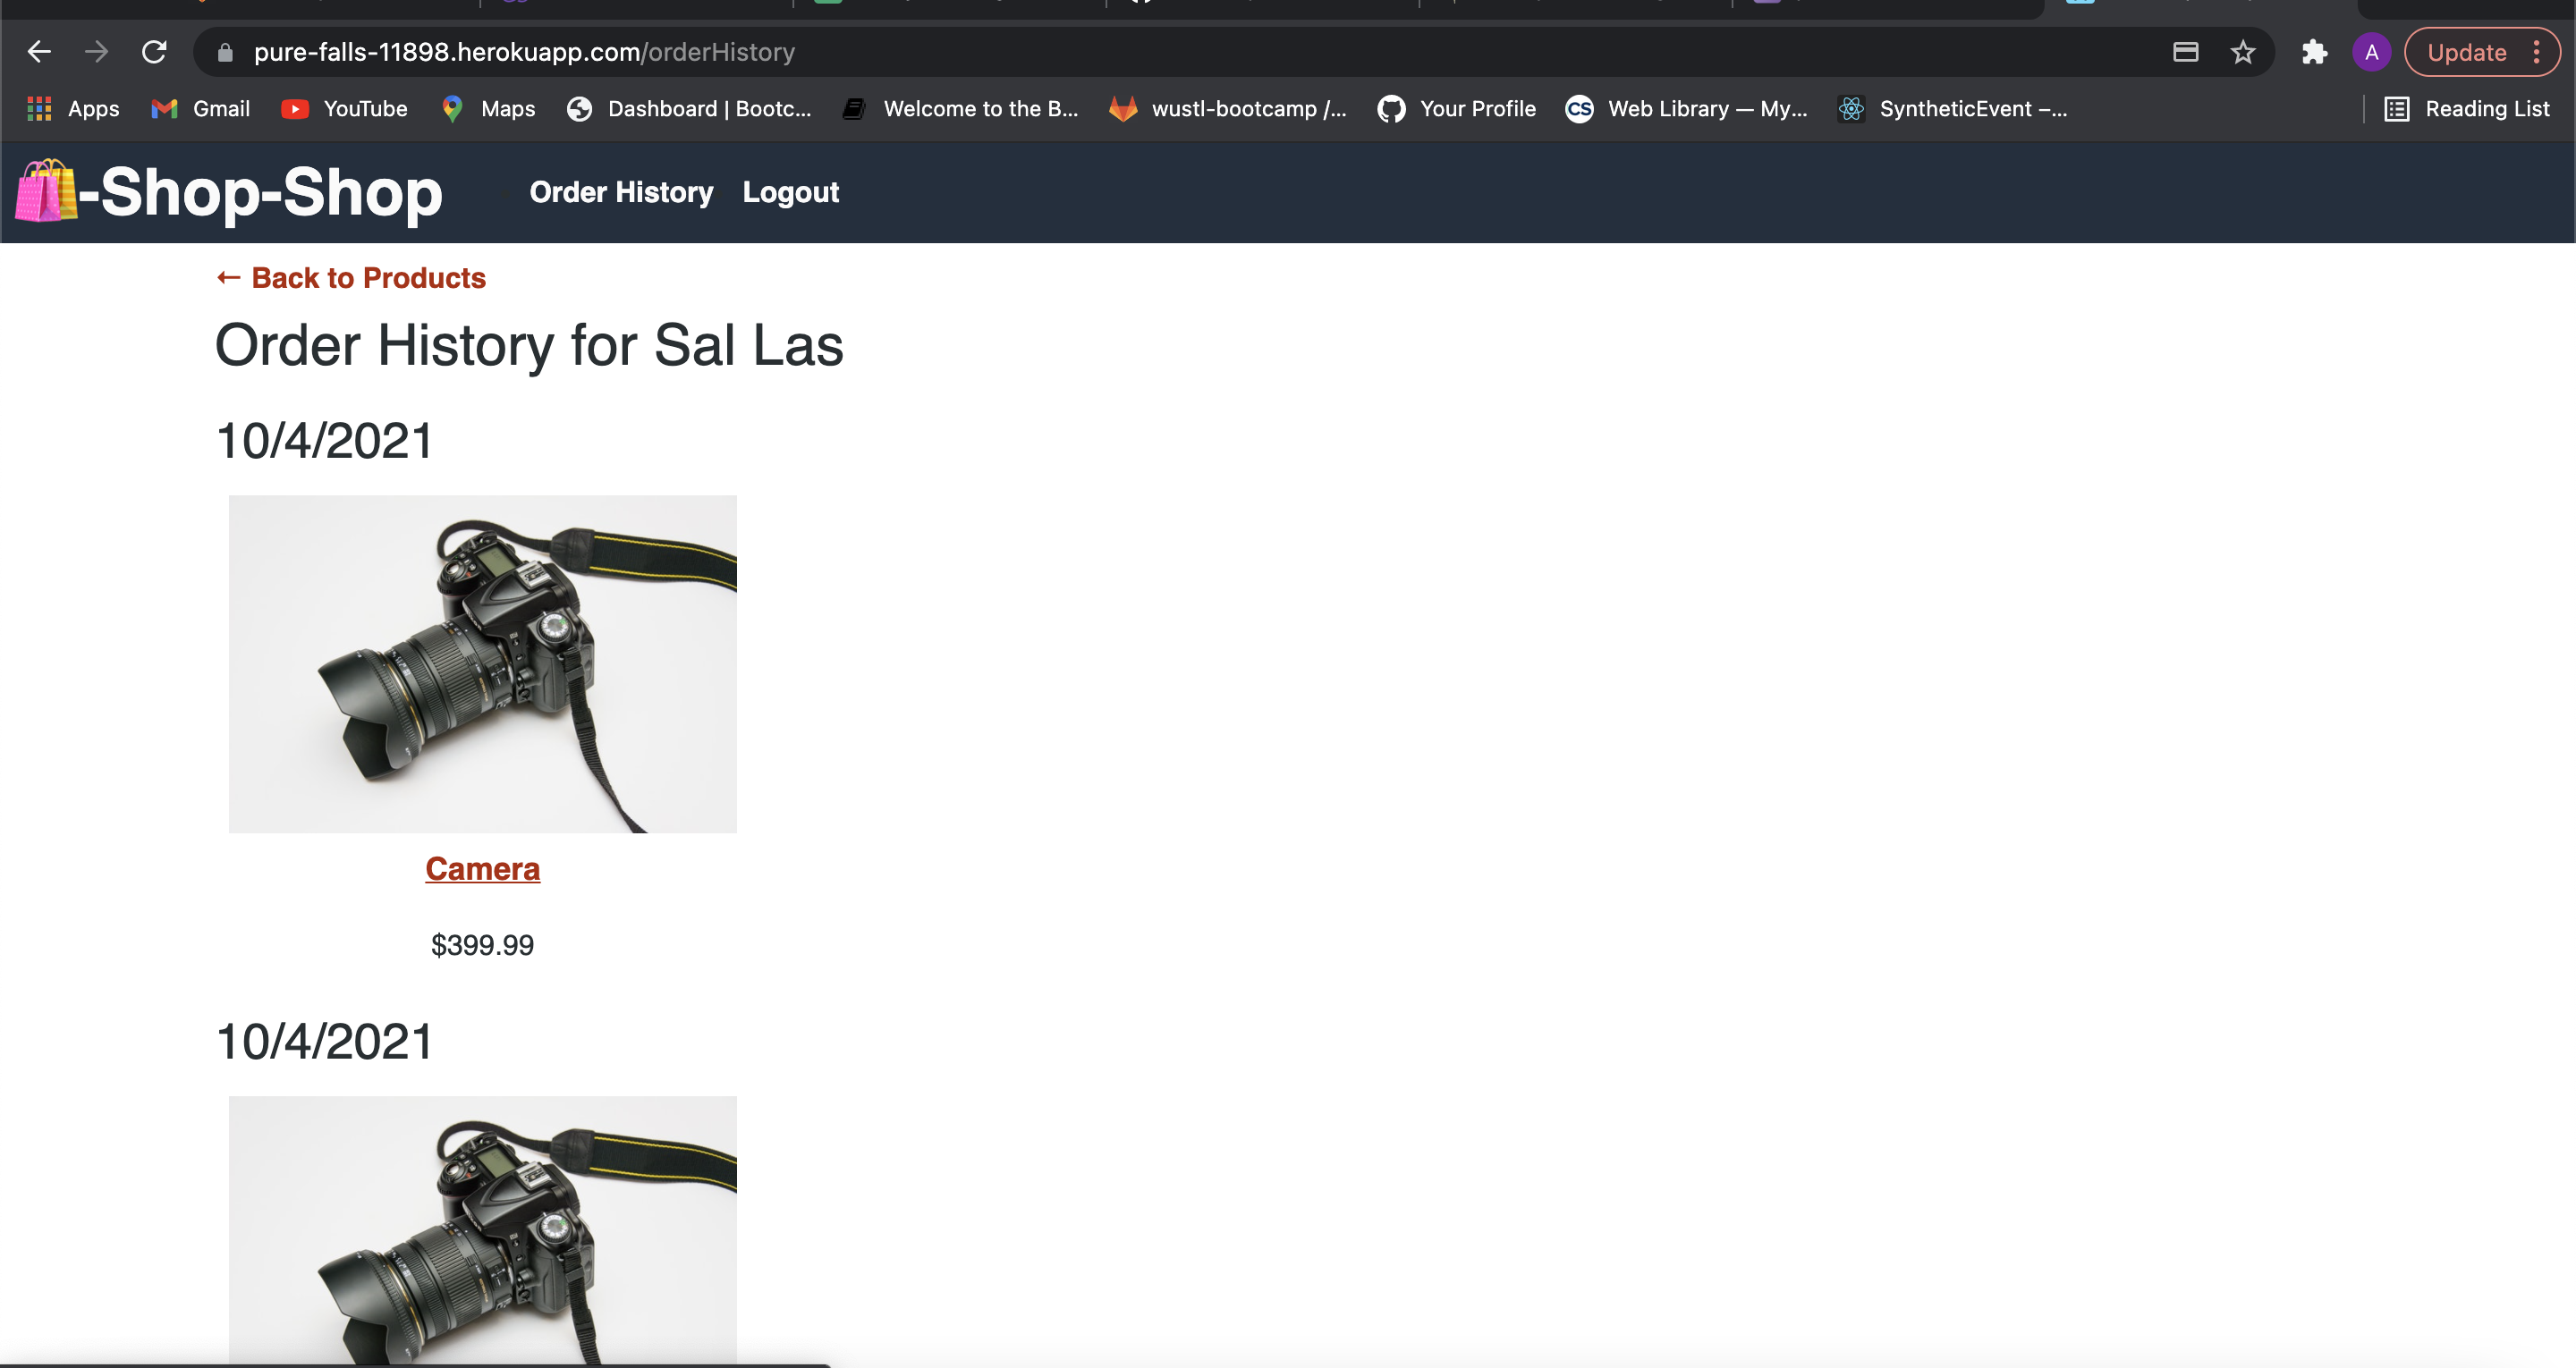 pure-falls-11898.herokuapp.com/orderHistory
A
Update
Apps
Gmail
YouTube
Maps
Dashboard | Bootc...
Welcome to the B...
wustl-bootcamp /...
Your Profile
CS
Web Library — My...
SyntheticEvent –...
Reading List
🛍️-Shop-Shop
Order History
Logout
← Back to Products
Order History for Sal Las
10/4/2021
Camera
$399.99
10/4/2021